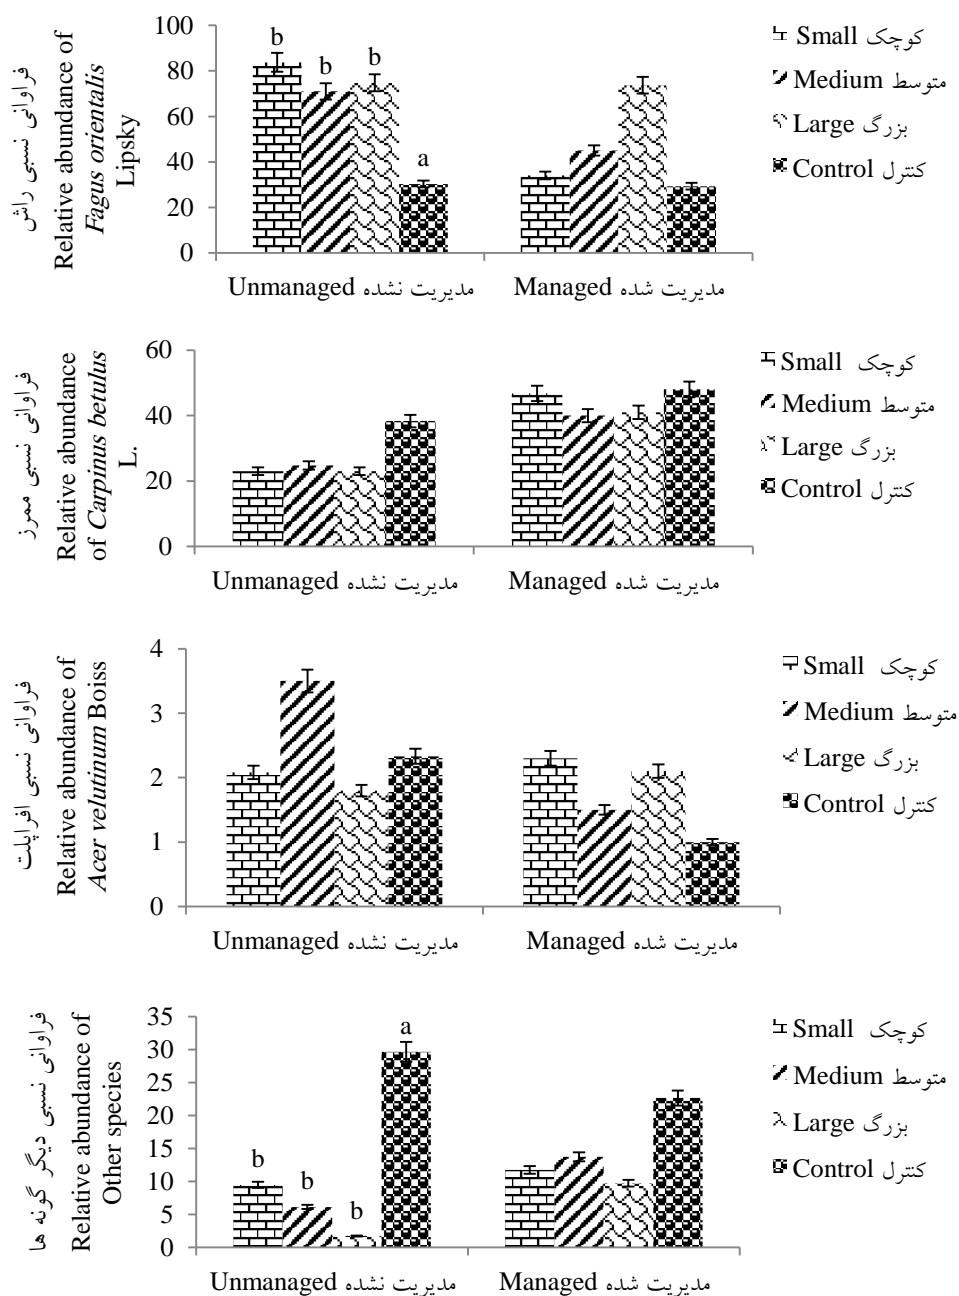 فراوانی نسبی راش
Relative abundance of
Fagus orientalis
Lipsky
100
80
60
40
20
0
b
b
b
a
Unmanaged مدیریت نشده
Managed مدیریت شده
Small کوچک
Medium متوسط
Large بزرگ
Control کنترل
فراوانی نسبی ممرز
Relative abundance
of Carpinus betulus
L.
60
40
20
0
Unmanaged مدیریت نشده
Managed مدیریت شده
Small کوچک
Medium متوسط
Large بزرگ
Control کنترل
فراوانی نسبی افراپلت
Relative abundance of
Acer velutinum Boiss
4
3
2
1
0
Unmanaged مدیریت نشده
Managed مدیریت شده
Small کوچک
Medium متوسط
Large بزرگ
Control کنترل
فراوانی نسبی دیگر گونه ها
Relative abundance of
Other species
35
30
25
20
15
10
5
0
b
b
b
a
Unmanaged مدیریت نشده
Managed مدیریت شده
Small کوچک
Medium متوسط
Large بزرگ
Control کنترل